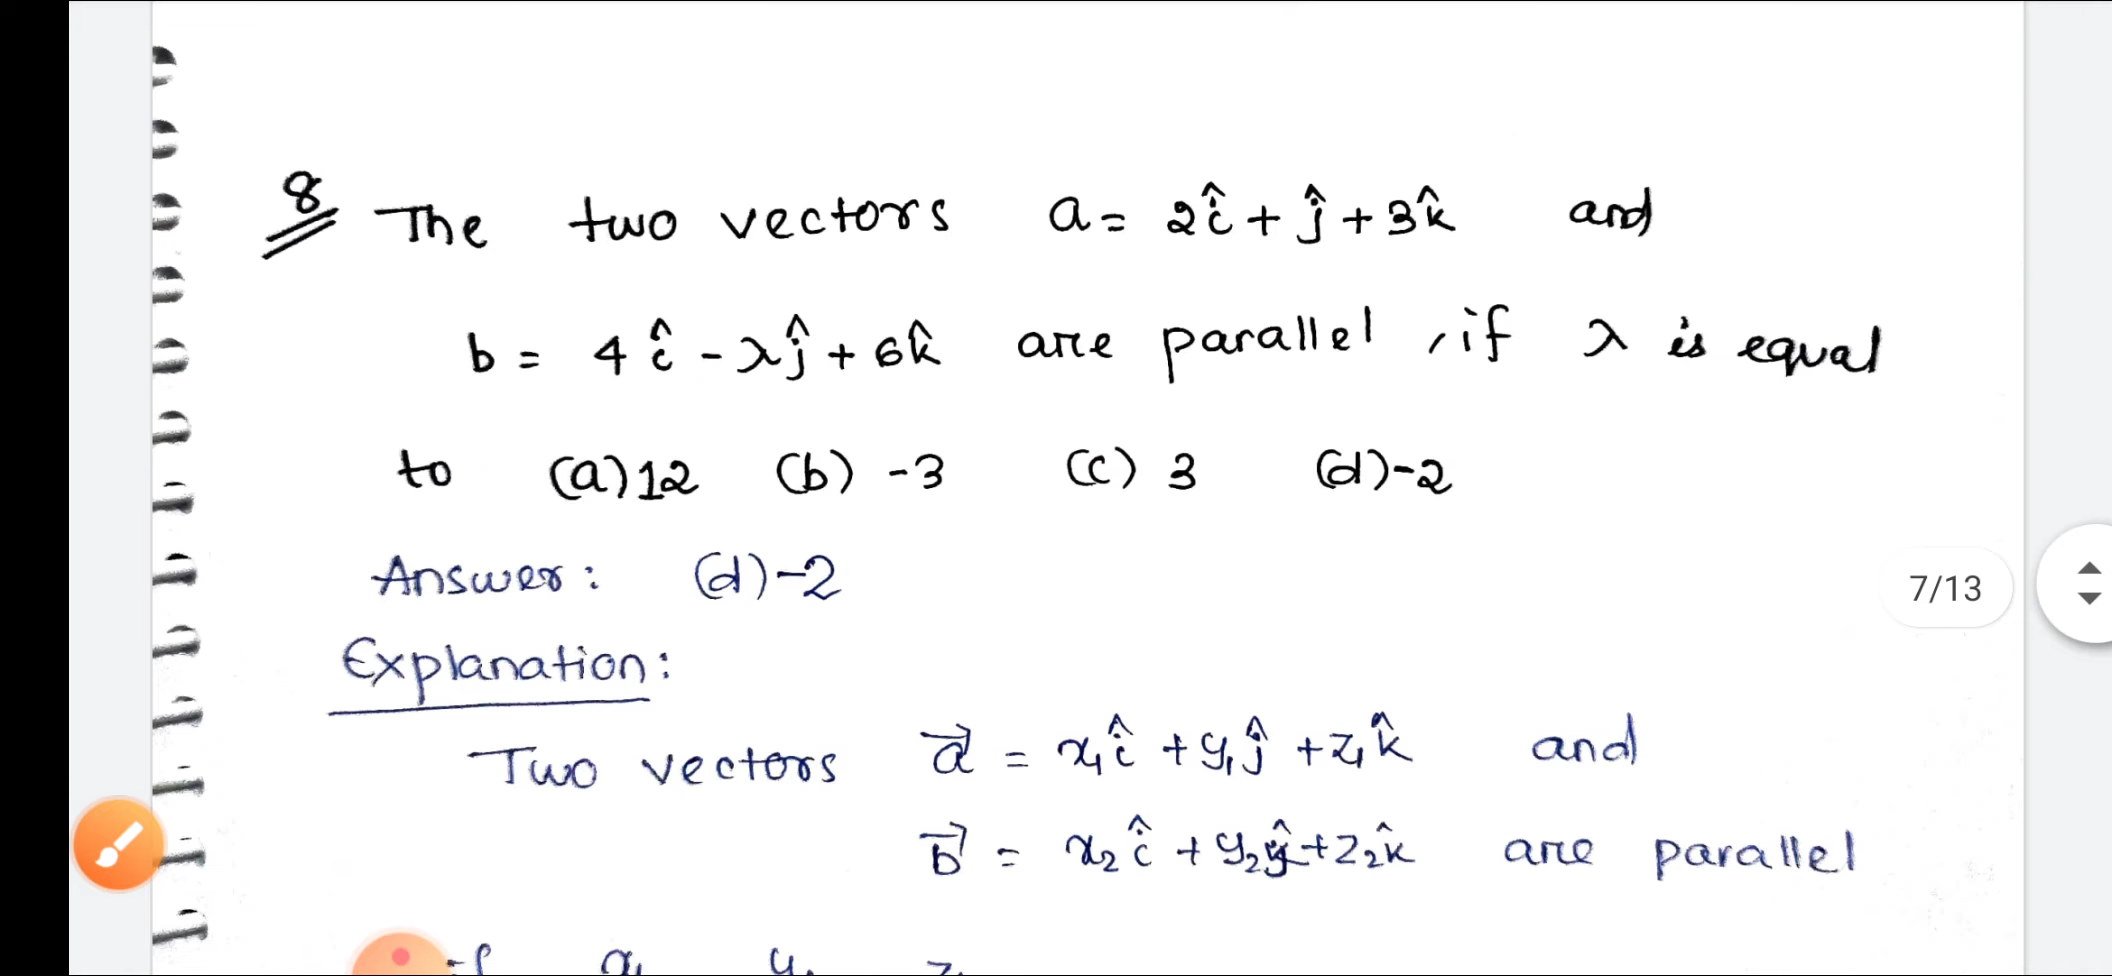 8 The two vectors a = 2î + ĵ + 3k̂ and
b = 4î - λĵ + 6k̂ are parallel, if λ is equal
to (a) 12 (b) -3 (c) 3 (d) -2
Answer: (d) -2
7/13
Explanation:
Two vectors a⃗ = x₁î + y₁ĵ + z₁k̂ and
b⃗ = x₂î + y₂ĵ + z₂k̂ are parallel